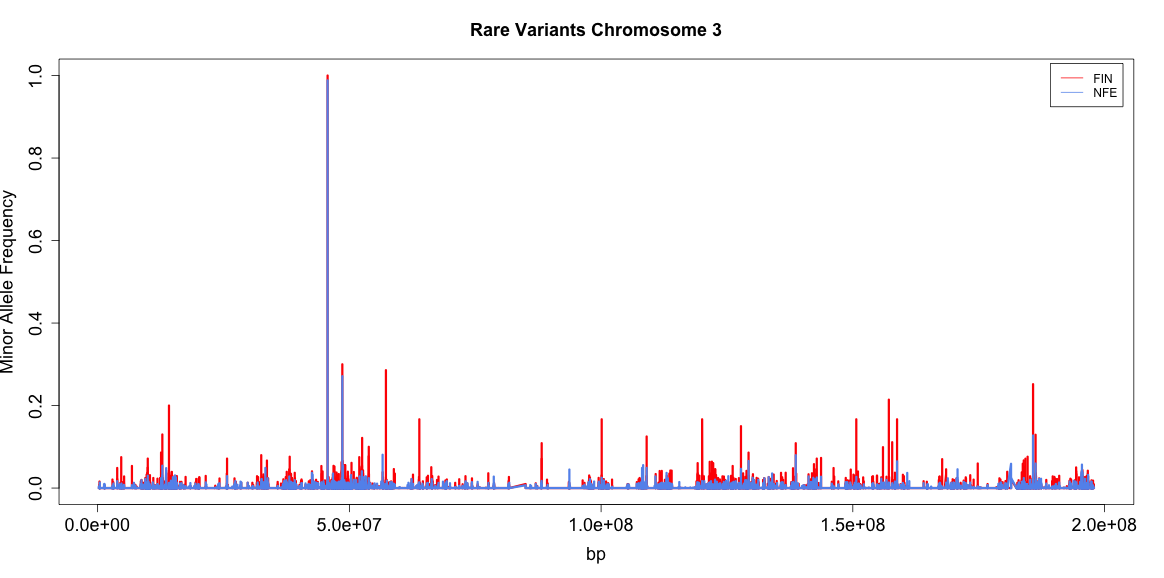 Rare Variants Chromosome 3
FIN
NFE
Minor Allele Frequency
1.0
0.8
0.6
0.4
0.2
0.0
0.0e+00 5.0e+07 1.0e+08 1.5e+08 2.0e+08
bp